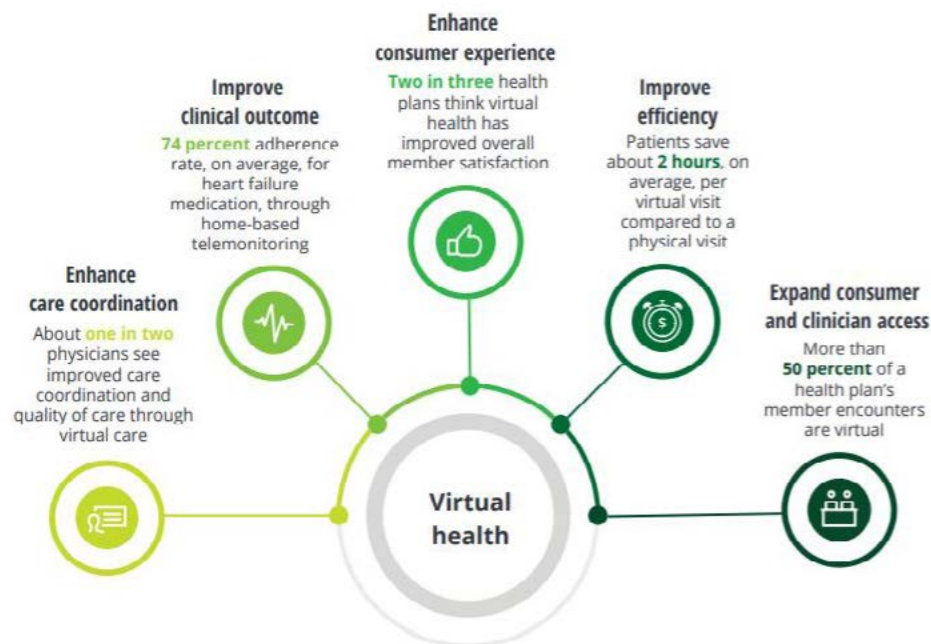 Enhance
consumer experience
Two in three health
plans think virtual
health has
improved overall
member satisfaction
Improve
clinical outcome
74 percent adherence
rate, on average, for
heart failure
medication, through
home-based
telemonitoring
Improve
efficiency
Patients save
about 2 hours, on
average, per
virtual visit
compared to a
physical visit
Enhance
care coordination
About one in two
physicians see
improved care
coordination and
quality of care through
virtual care
Expand consumer
and clinician access
More than
50 percent of a
health plan's
member encounters
are virtual
$
Virtual
health